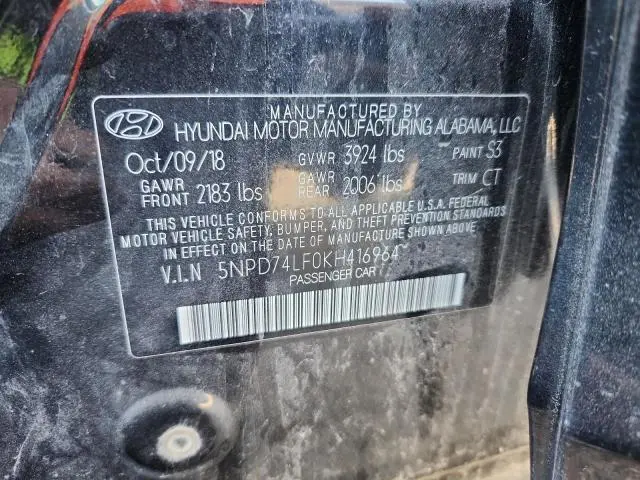 MANUFACTURED BY
HYUNDAI MOTOR MANUFACTURING ALABAMA, LLC
Oct/09/18 GVWR 3924 lbs PAINT S3
GAWR FRONT 2183 lbs GAWR REAR 2006 lbs TRIM CT
THIS VEHICLE CONFORMS TO ALL APPLICABLE U.S.A. FEDERAL
MOTOR VEHICLE SAFETY, BUMPER, AND THEFT PREVENTION STANDARDS
IN EFFECT ON THE DATE OF MANUFACTURE SHOWN ABOVE.
V.I.N 5NPD74LF0KH416964
PASSENGER CAR